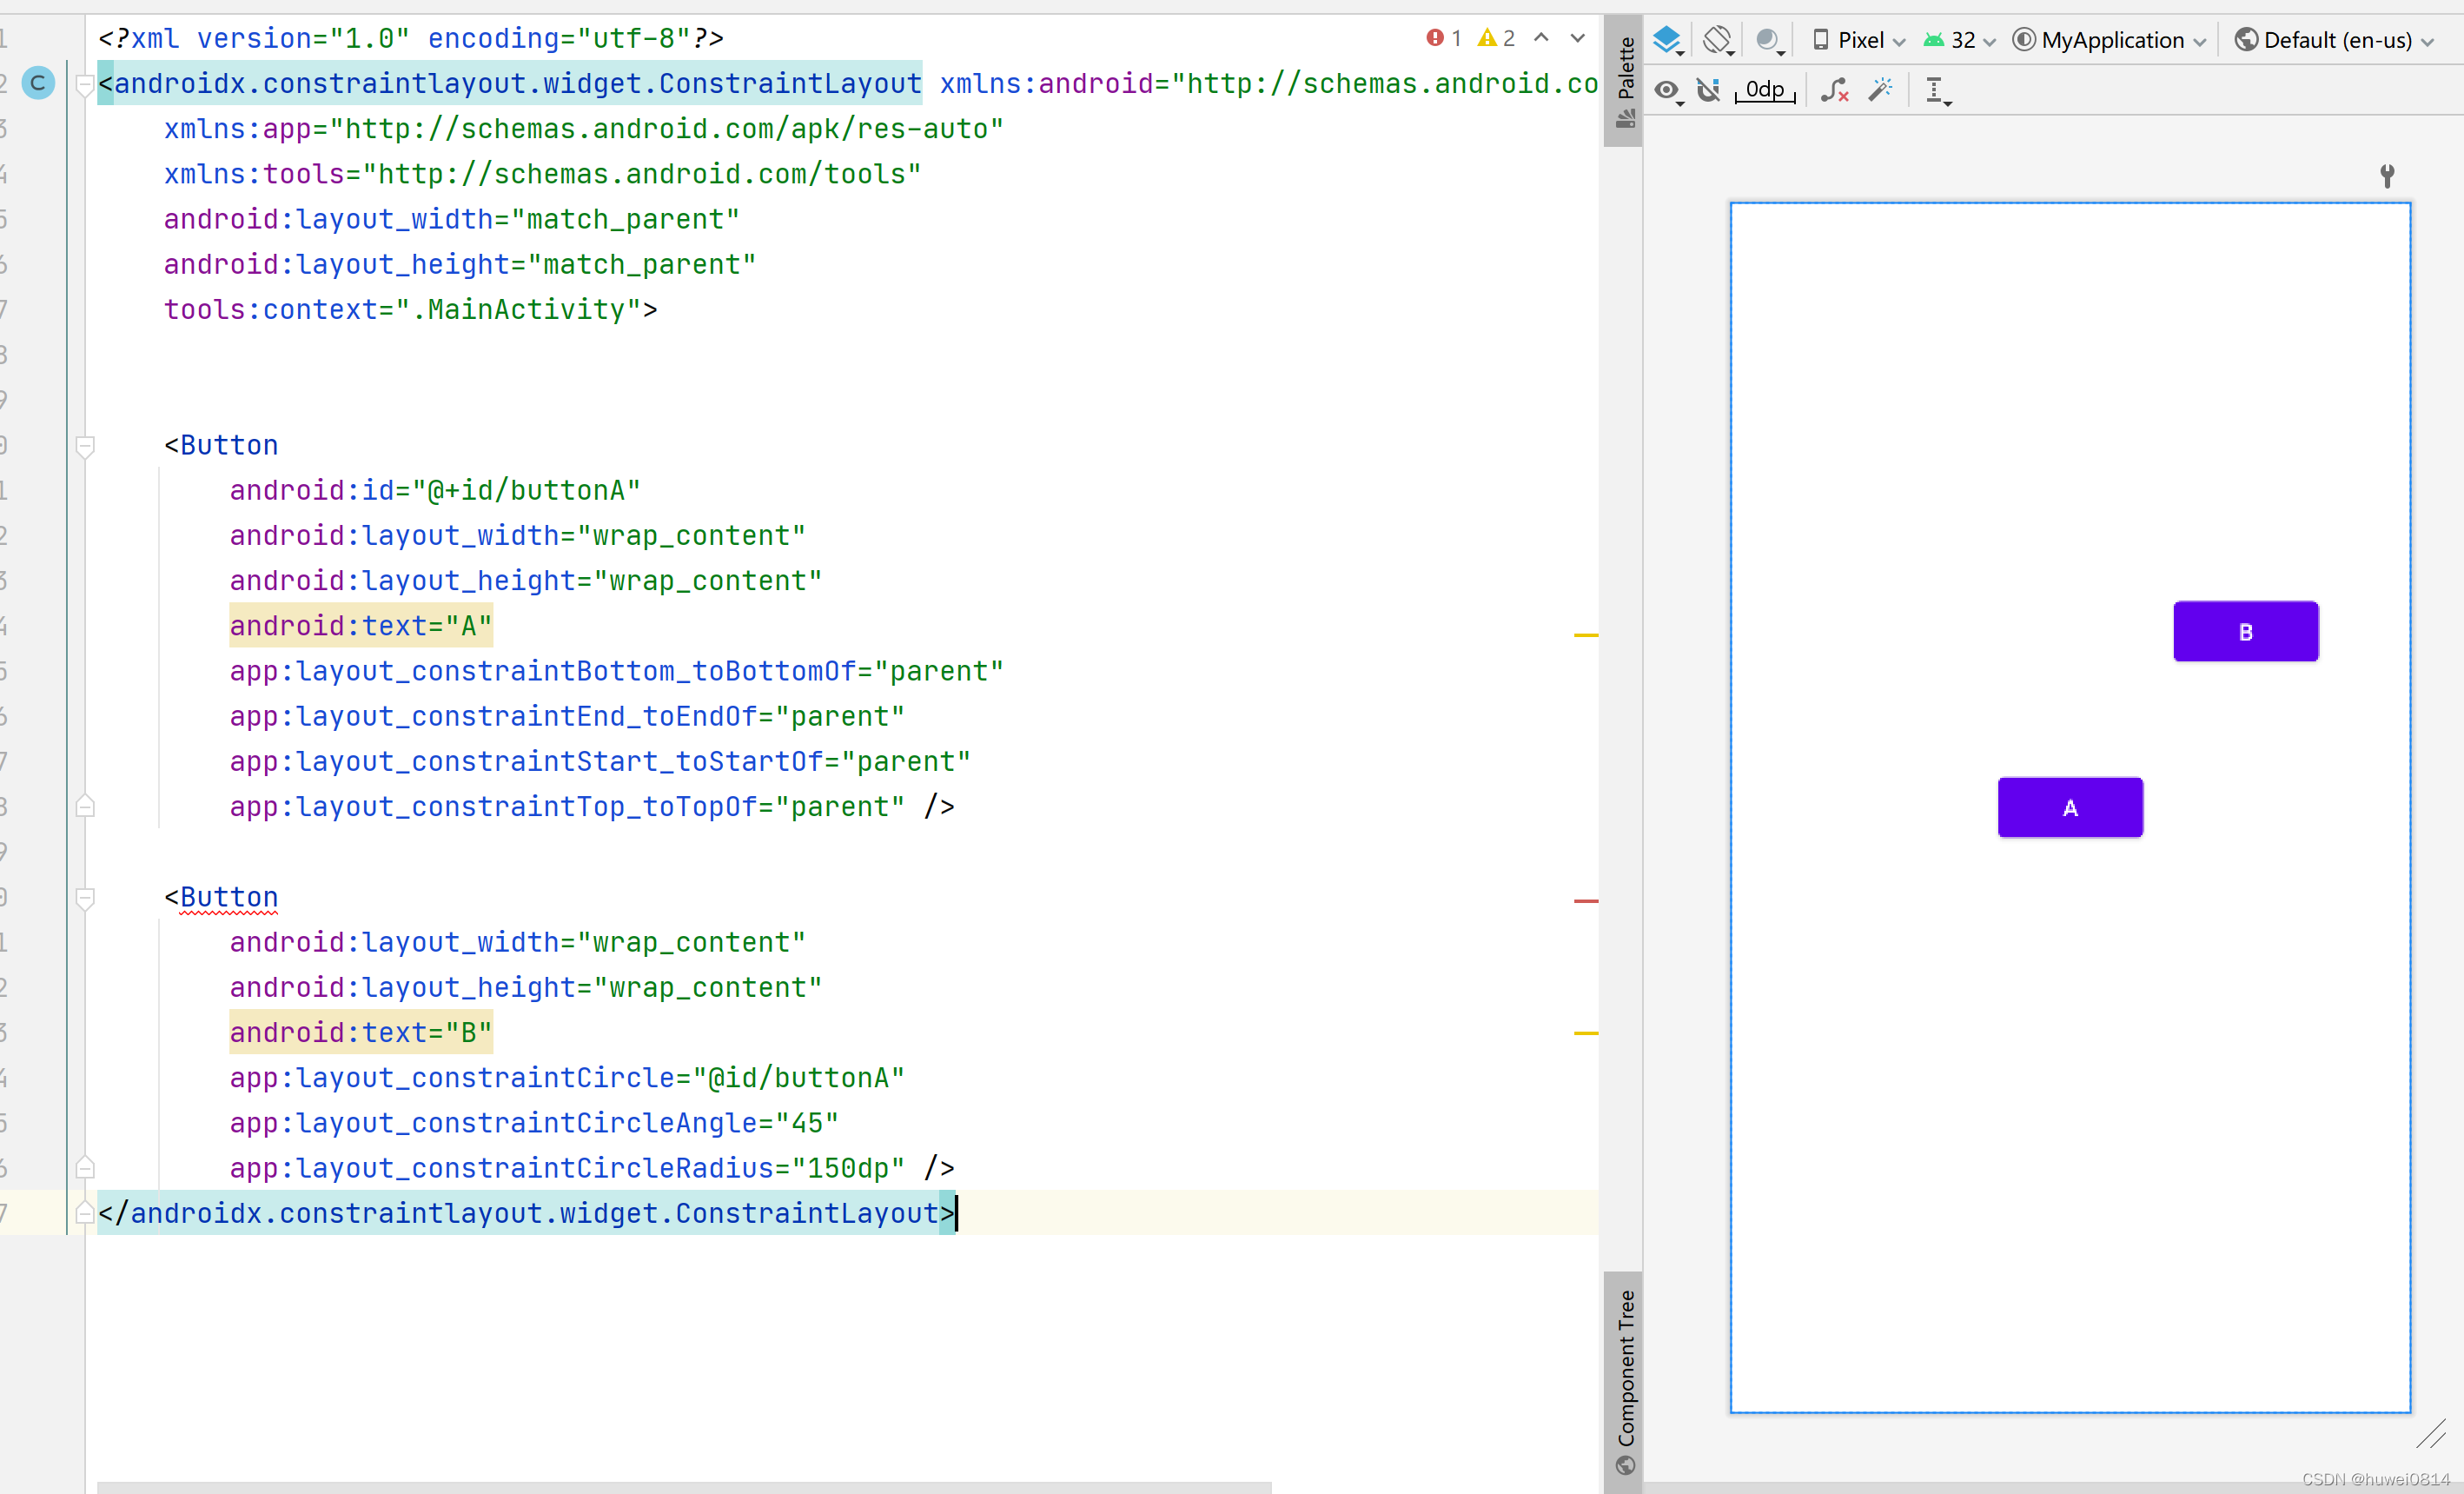 <?xml version="1.0" encoding="utf-8"?>
1 2
C
<androidx.constraintlayout.widget.ConstraintLayout xmlns:android="http://schemas.android.co
xmlns:app="http://schemas.android.com/apk/res-auto"
xmlns:tools="http://schemas.android.com/tools"
android:layout_width="match_parent"
android:layout_height="match_parent"
tools:context=".MainActivity">
<Button
android:id="@+id/buttonA"
android:layout_width="wrap_content"
android:layout_height="wrap_content"
android:text="A"
app:layout_constraintBottom_toBottomOf="parent"
app:layout_constraintEnd_toEndOf="parent"
app:layout_constraintStart_toStartOf="parent"
app:layout_constraintTop_toTopOf="parent" />
<Button
android:layout_width="wrap_content"
android:layout_height="wrap_content"
android:text="B"
app:layout_constraintCircle="@id/buttonA"
app:layout_constraintCircleAngle="45"
app:layout_constraintCircleRadius="150dp" />
</androidx.constraintlayout.widget.ConstraintLayout>
Palette
Component Tree
Pixel 32 MyApplication Default (en-us)
0dp
B
A
CSDN @huwei0814